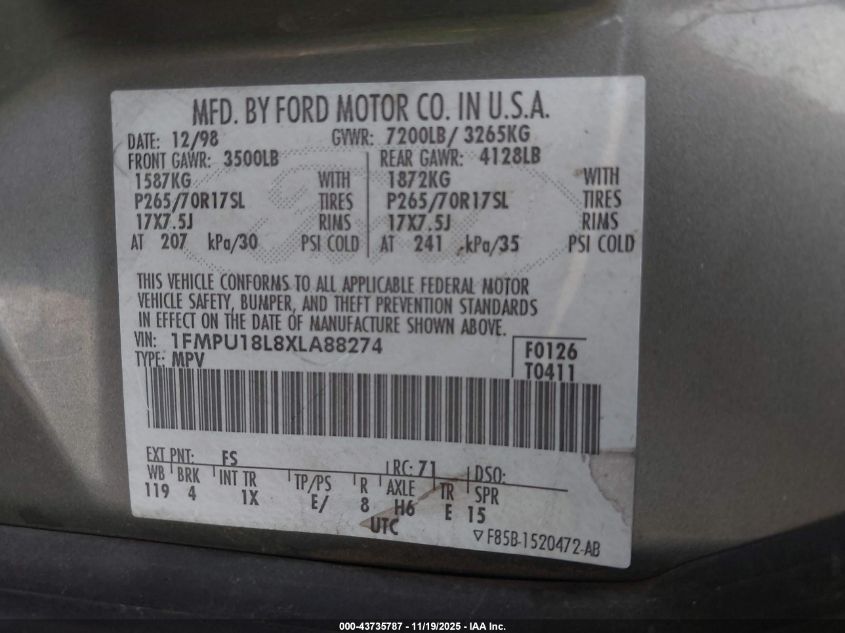 MFD. BY FORD MOTOR CO. IN U.S.A.
DATE: 12/98 GVWR: 7200LB/ 3265KG
FRONT GAWR: 3500LB REAR GAWR: 4128LB
1587KG WITH 1872KG WITH
P265/70R17SL TIRES P265/70R17SL TIRES
17X7.5J RIMS 17X7.5J RIMS
AT 207 kPa/30 PSI COLD AT 241 kPa/35 PSI COLD
THIS VEHICLE CONFORMS TO ALL APPLICABLE FEDERAL MOTOR
VEHICLE SAFETY, BUMPER, AND THEFT PREVENTION STANDARDS
IN EFFECT ON THE DATE OF MANUFACTURE SHOWN ABOVE.
VIN: 1FMPU18L8XLA88274
TYPE: MPV
F0126
T0411
EXT PNT: FS RC: 71 DSO:
WB BRK INT TR TP/PS R AXLE TR SPR
119 4 1X E/ 8 H6 E 15
UTC
▽ F85B-1520472-AB
000-43735787 - 11/19/2025 - IAA Inc.